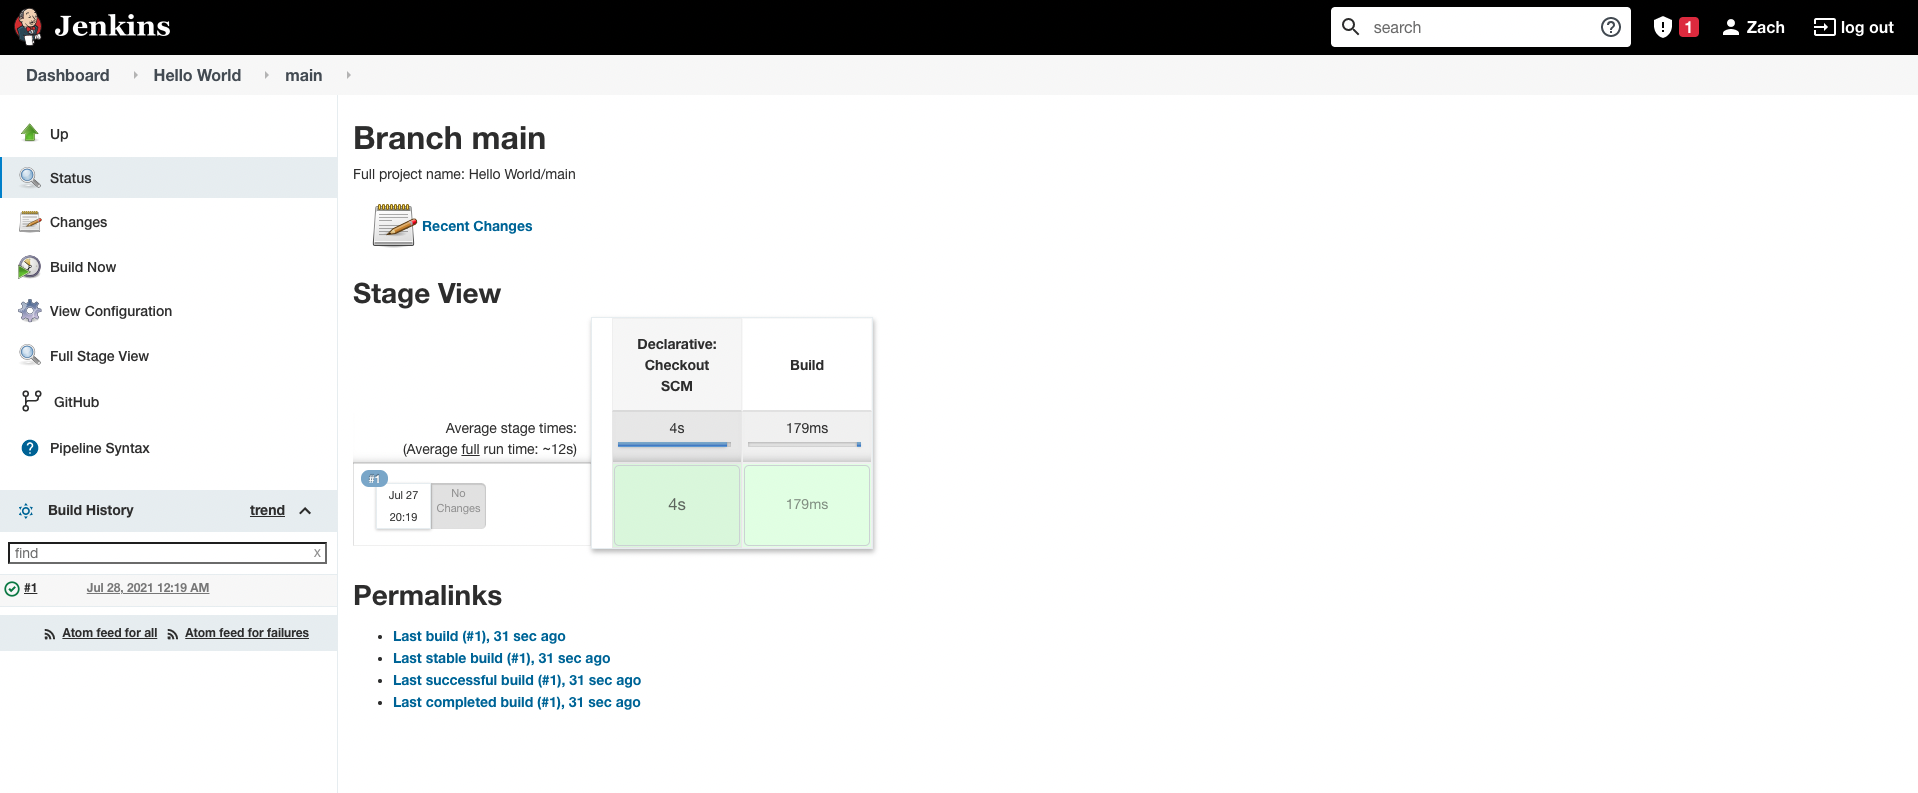 Jenkins
search
1
Zach
log out
Dashboard
Hello World
main
Up
Status
Changes
Build Now
View Configuration
Full Stage View
GitHub
Pipeline Syntax
Build History
trend
find
x
#1
Jul 28, 2021 12:19 AM
Atom feed for all
Atom feed for failures
Branch main
Full project name: Hello World/main
Recent Changes
Stage View
Declarative:
Checkout
SCM
Build
Average stage times:
(Average full run time: ~12s)
4s
179ms
#1
Jul 27
20:19
No
Changes
4s
179ms
Permalinks
Last build (#1), 31 sec ago
Last stable build (#1), 31 sec ago
Last successful build (#1), 31 sec ago
Last completed build (#1), 31 sec ago